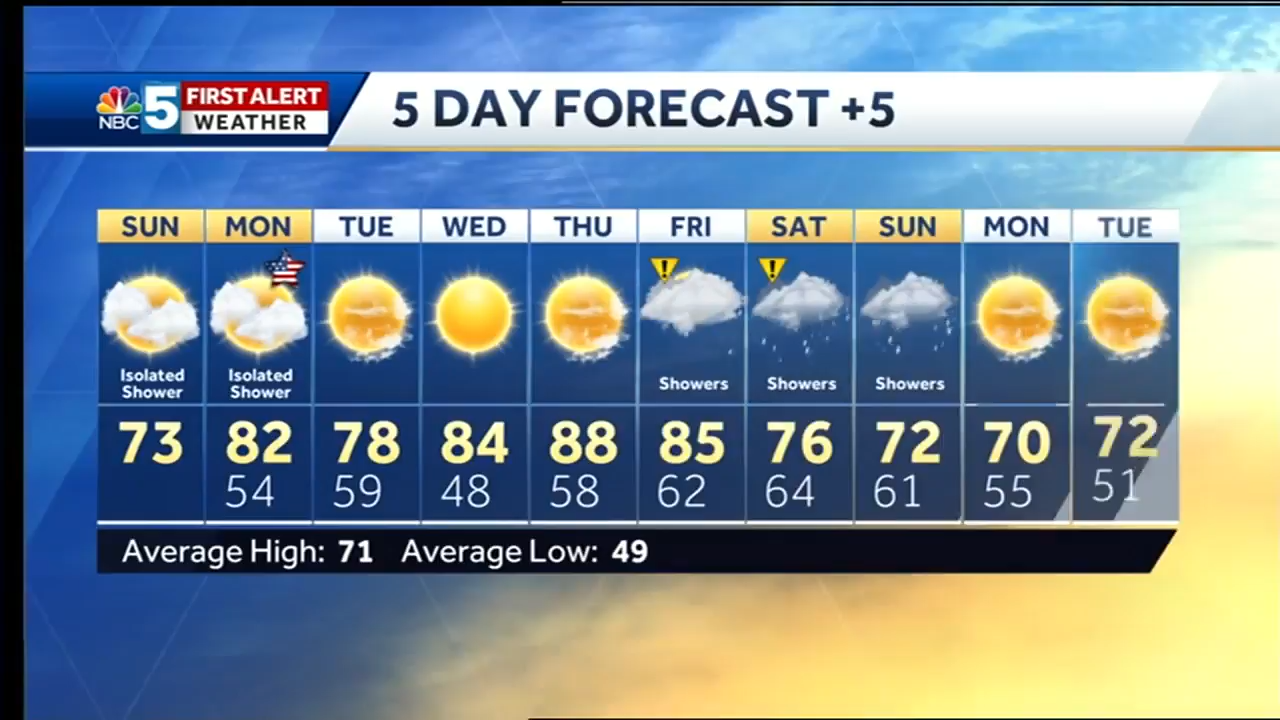 NBC 5 FIRST ALERT WEATHER
5 DAY FORECAST +5
SUN MON TUE WED THU FRI SAT SUN MON TUE
! !
Isolated Shower Isolated Shower Showers Showers Showers
73 82 78 84 88 85 76 72 70 72
54 59 48 58 62 64 61 55 51
Average High: 71 Average Low: 49